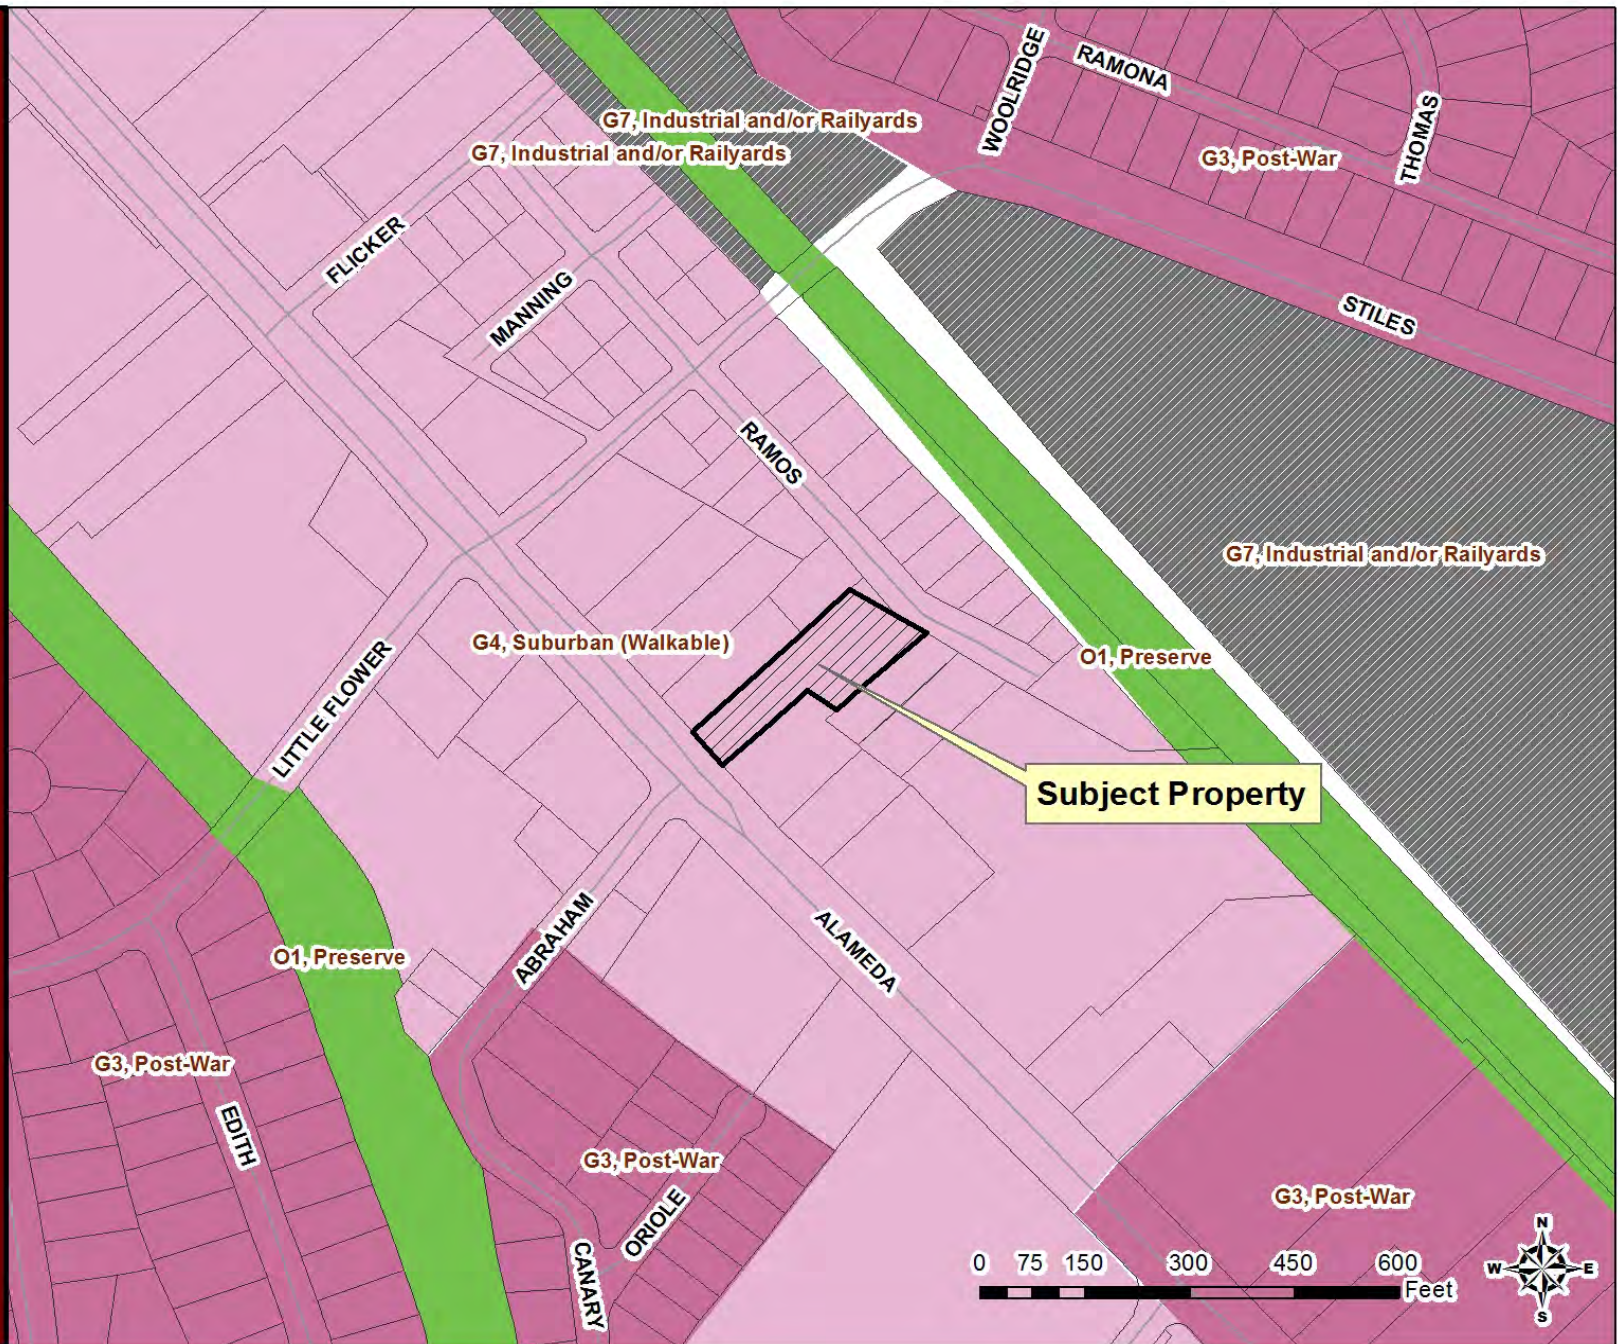 WOOLRIDGE
RAMONA
THOMAS
G7, Industrial and/or Railyards
G7, Industrial and/or Railyards
G3, Post-War
FLICKER
MANNING
STILES
RAMOS
G7, Industrial and/or Railyards
G4, Suburban (Walkable)
O1, Preserve
LITTLE FLOWER
Subject Property
ABRAHAM
ALAMEDA
O1, Preserve
G3, Post-War
EDITH
G3, Post-War
ORIOLE
CANARY
G3, Post-War
N
W E
S
0 75 150 300 450 600
Feet